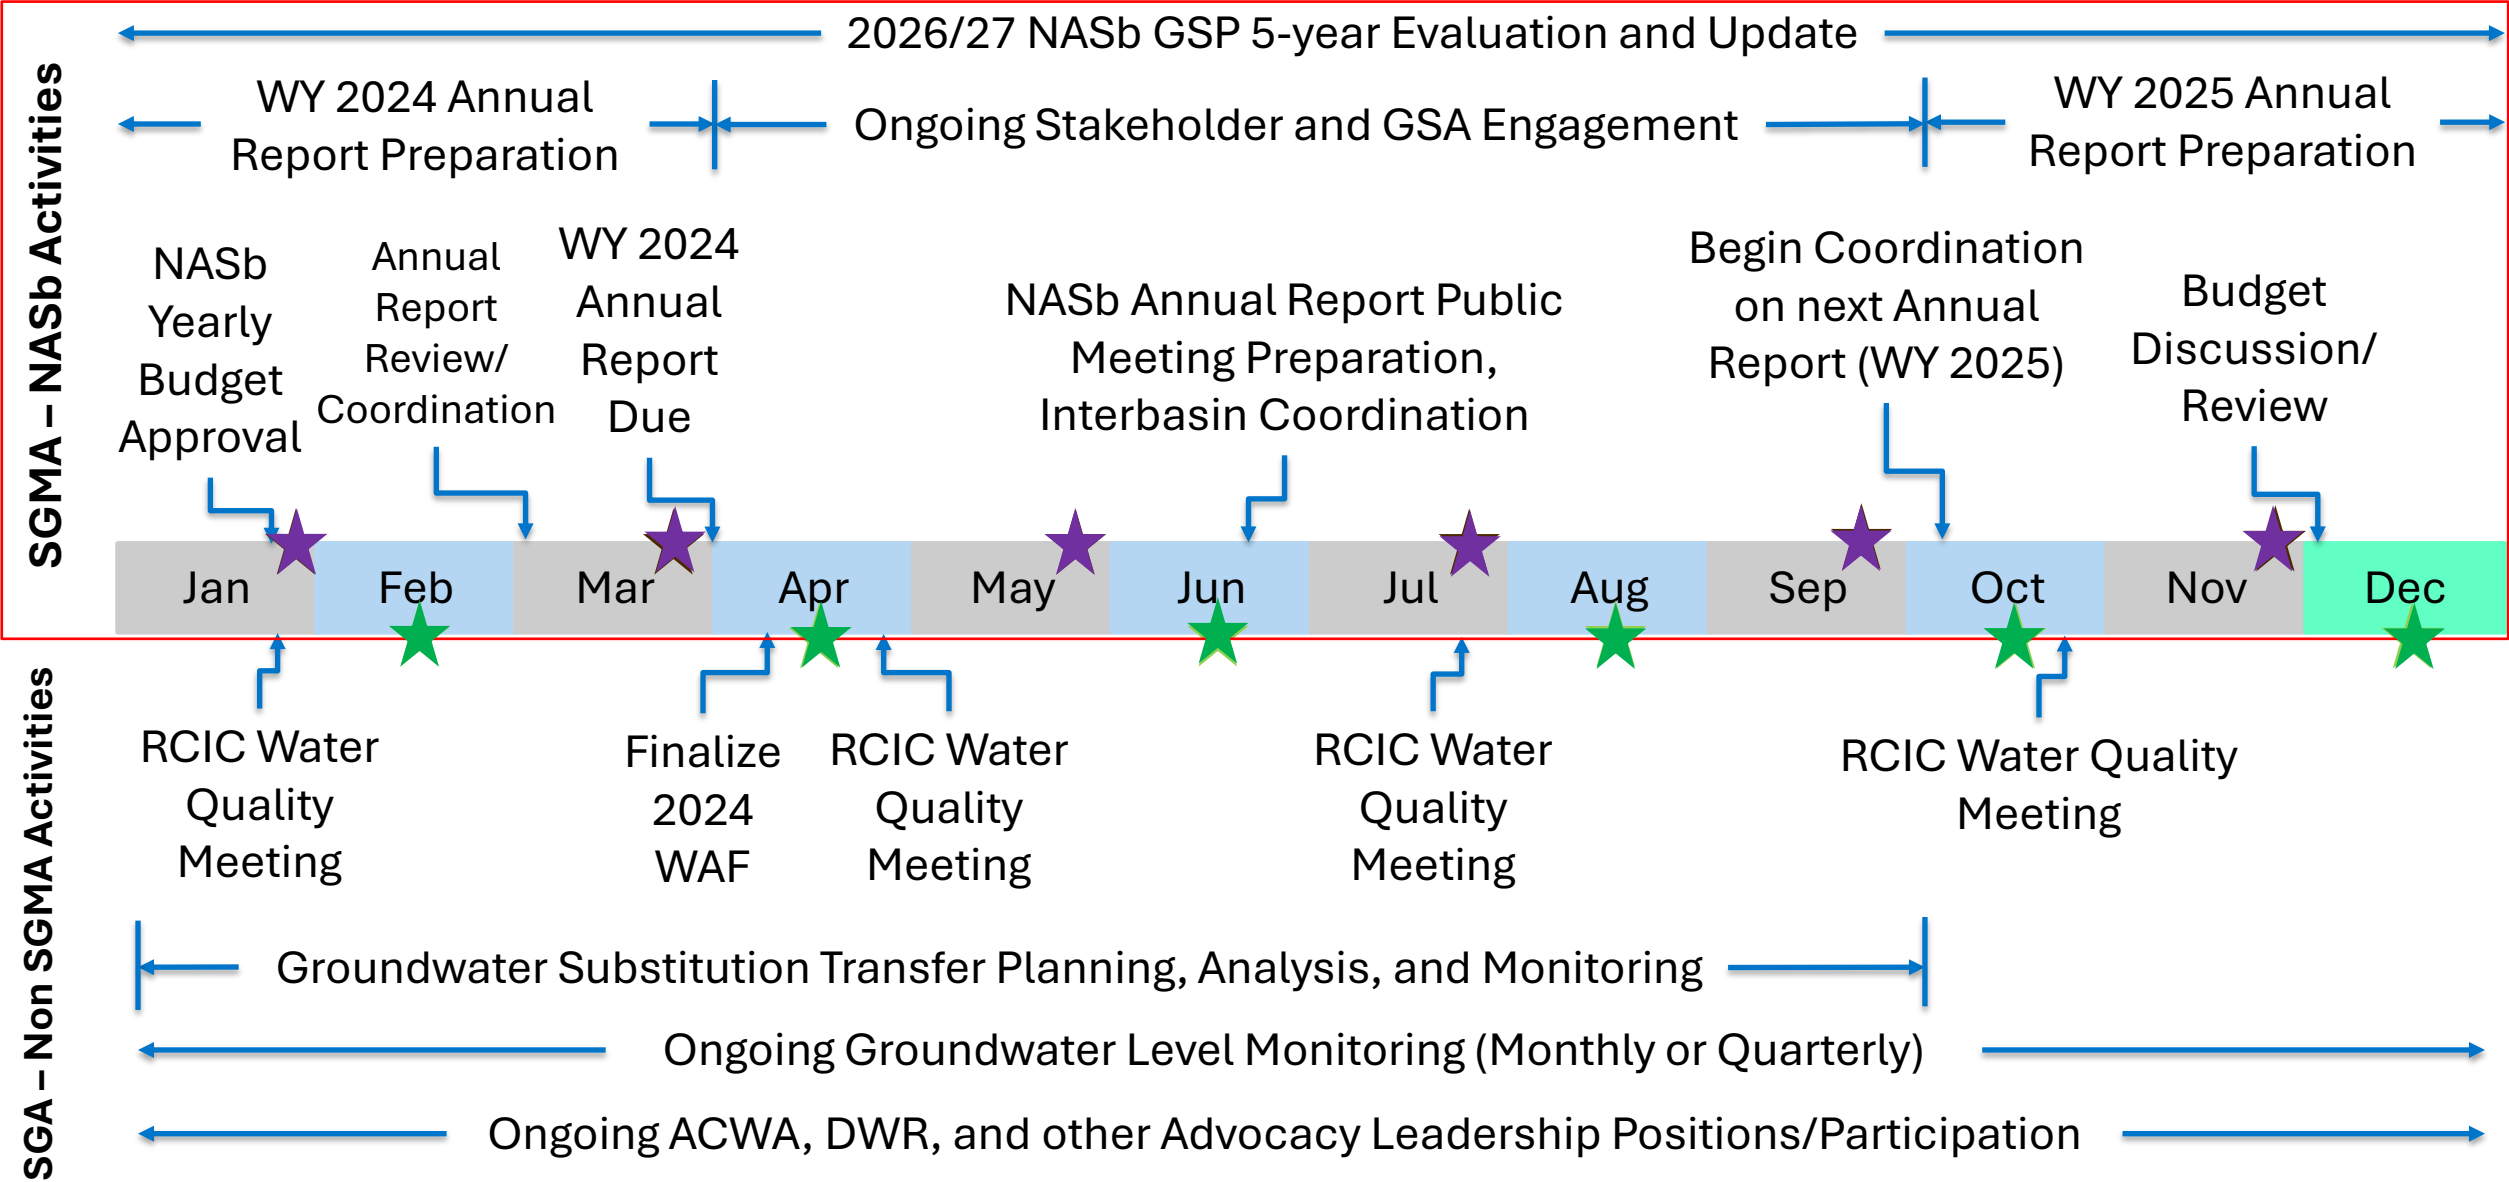 2026/27 NASb GSP 5-year Evaluation and Update
WY 2024 Annual
Report Preparation
Ongoing Stakeholder and GSA Engagement
WY 2025 Annual
Report Preparation
SGMA – NASb Activities
NASb
Yearly
Budget
Approval
Annual
Report
Review/
Coordination
WY 2024
Annual
Report
Due
NASb Annual Report Public
Meeting Preparation,
Interbasin Coordination
Begin Coordination
on next Annual
Report (WY 2025)
Budget
Discussion/
Review
Jan
Feb
Mar
Apr
May
Jun
Jul
Aug
Sep
Oct
Nov
Dec
SGA – Non SGMA Activities
RCIC Water
Quality
Meeting
Finalize
2024
WAF
RCIC Water
Quality
Meeting
RCIC Water
Quality
Meeting
RCIC Water Quality
Meeting
Groundwater Substitution Transfer Planning, Analysis, and Monitoring
Ongoing Groundwater Level Monitoring (Monthly or Quarterly)
Ongoing ACWA, DWR, and other Advocacy Leadership Positions/Participation